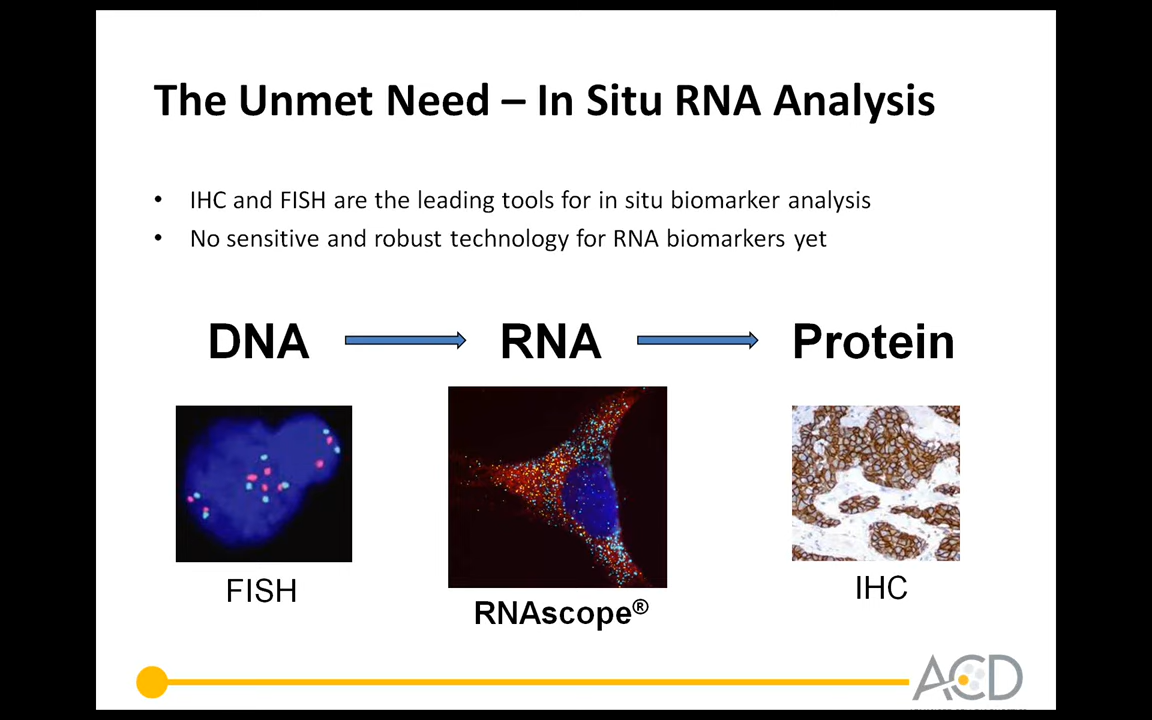 The Unmet Need – In Situ RNA Analysis
• IHC and FISH are the leading tools for in situ biomarker analysis
• No sensitive and robust technology for RNA biomarkers yet
DNA RNA Protein
FISH RNAscope® IHC
ACD